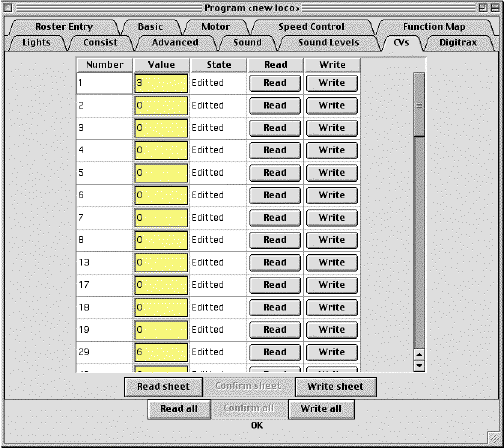 Program <new loco>
Roster Entry Basic Motor Speed Control Function Map
Lights Consist Advanced Sound Sound Levels CVs Digitrax
Number Value State Read Write
1 3 Editted Read Write
2 0 Editted Read Write
3 0 Editted Read Write
4 0 Editted Read Write
5 0 Editted Read Write
6 0 Editted Read Write
7 0 Editted Read Write
8 0 Editted Read Write
13 0 Editted Read Write
17 0 Editted Read Write
18 0 Editted Read Write
19 0 Editted Read Write
29 6 Editted Read Write
Read sheet Confirm sheet Write sheet
Read all Confirm all Write all
OK